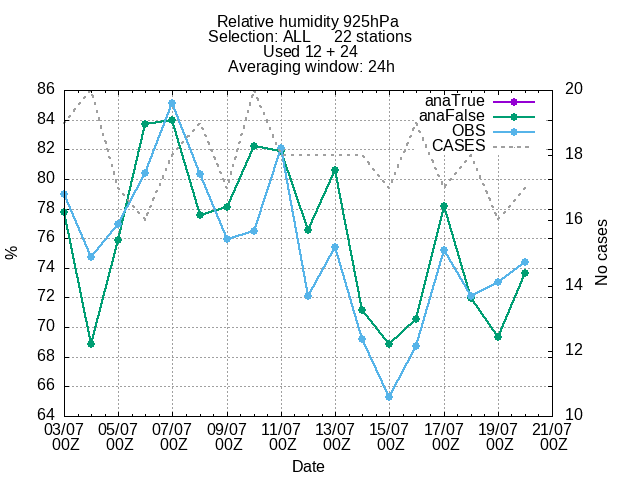 Relative humidity 925hPa
Selection: ALL 22 stations
Used 12 + 24
Averaging window: 24h
anaTrue
anaFalse
OBS
CASES
86
84
82
80
78
76
74
72
70
68
66
64
20
18
16
14
12
10
%
No cases
03/07 05/07 07/07 09/07 11/07 13/07 15/07 17/07 19/07 21/07
00Z 00Z 00Z 00Z 00Z 00Z 00Z 00Z 00Z 00Z
Date